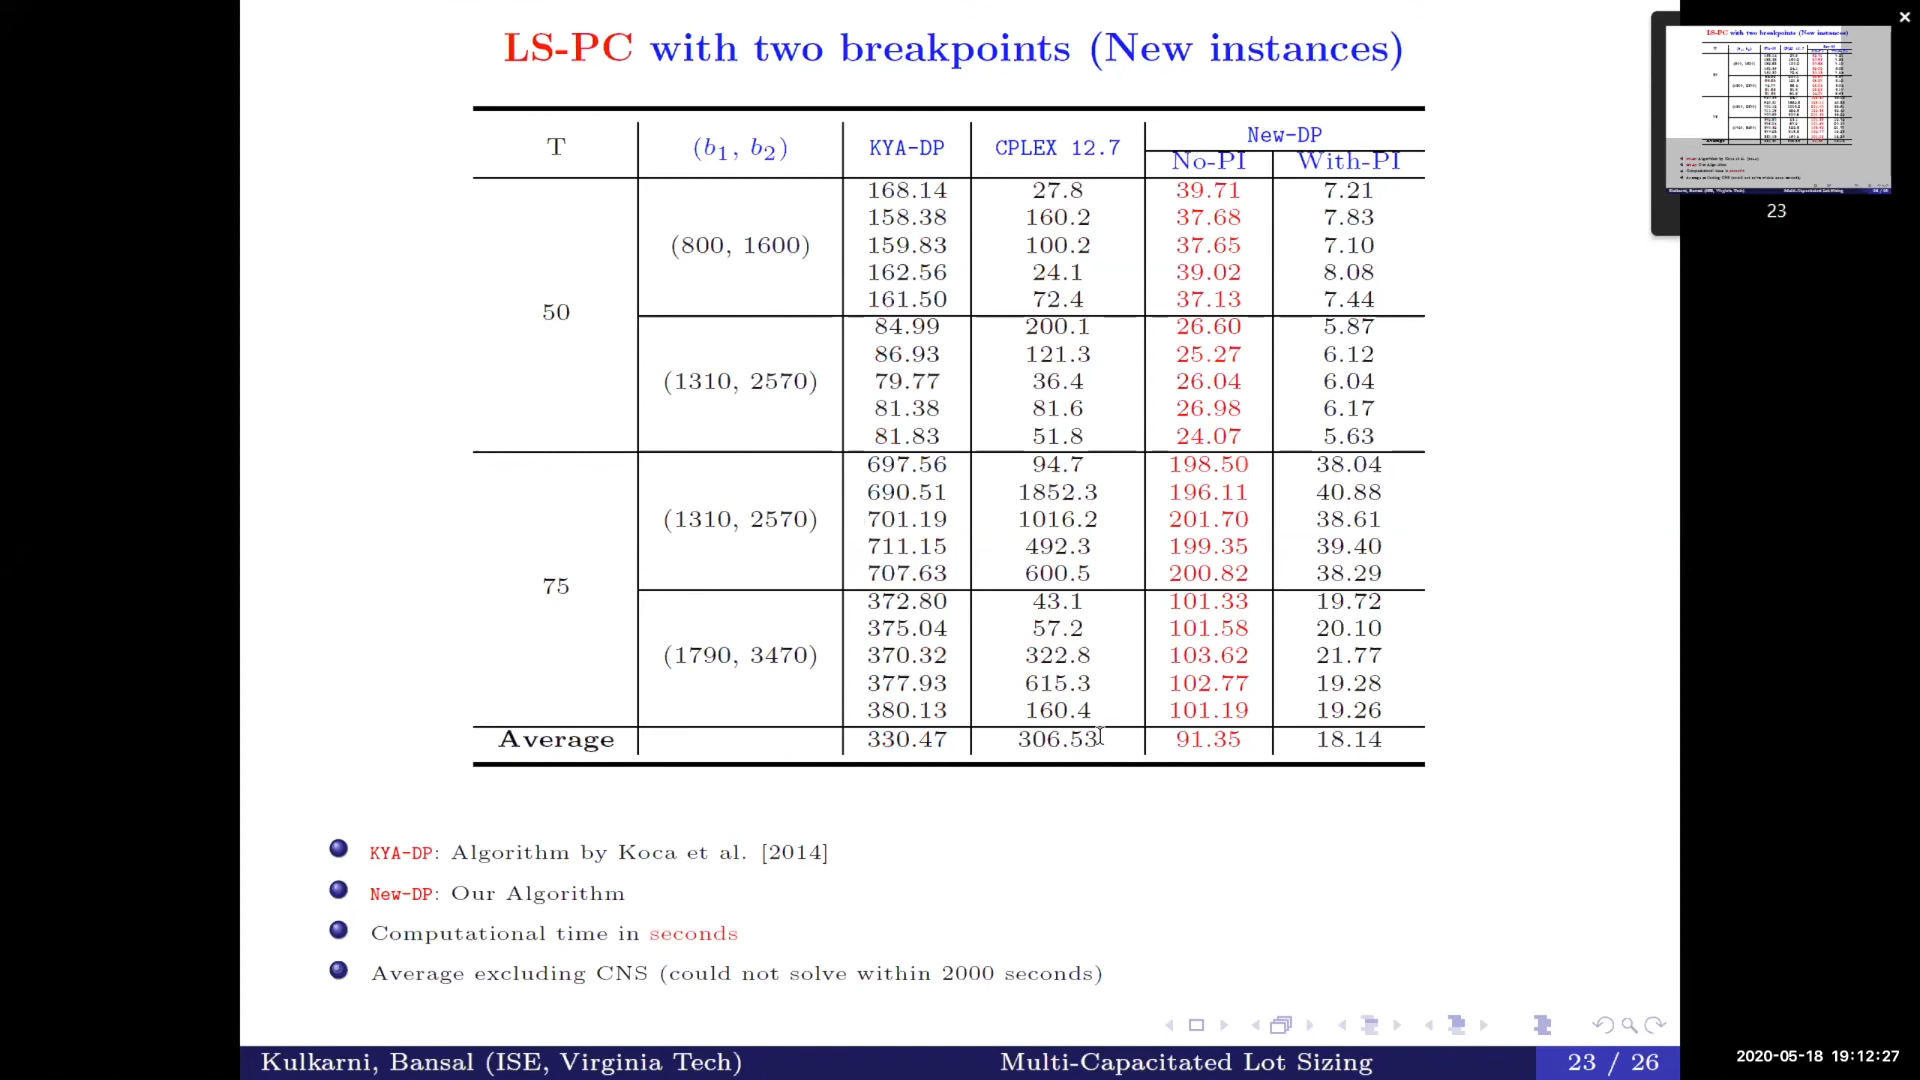 LS-PC with two breakpoints (New instances)
T (b1, b2) KYA-DP CPLEX 12.7 New-DP
No-PI With-PI
168.14 27.8 39.71 7.21
158.38 160.2 37.68 7.83
(800, 1600) 159.83 100.2 37.65 7.10
162.56 24.1 39.02 8.08
161.50 72.4 37.13 7.44
50
84.99 200.1 26.60 5.87
86.93 121.3 25.27 6.12
(1310, 2570) 79.77 36.4 26.04 6.04
81.38 81.6 26.98 6.17
81.83 51.8 24.07 5.63
697.56 94.7 198.50 38.04
690.51 1852.3 196.11 40.88
(1310, 2570) 701.19 1016.2 201.70 38.61
711.15 492.3 199.35 39.40
707.63 600.5 200.82 38.29
75
372.80 43.1 101.33 19.72
375.04 57.2 101.58 20.10
(1790, 3470) 370.32 322.8 103.62 21.77
377.93 615.3 102.77 19.28
380.13 160.4 101.19 19.26
Average 330.47 306.53 91.35 18.14
KYA-DP: Algorithm by Koca et al. [2014]
New-DP: Our Algorithm
Computational time in seconds
Average excluding CNS (could not solve within 2000 seconds)
Kulkarni, Bansal (ISE, Virginia Tech) Multi-Capacitated Lot Sizing 23 / 26
23
2020-05-18 19:12:27